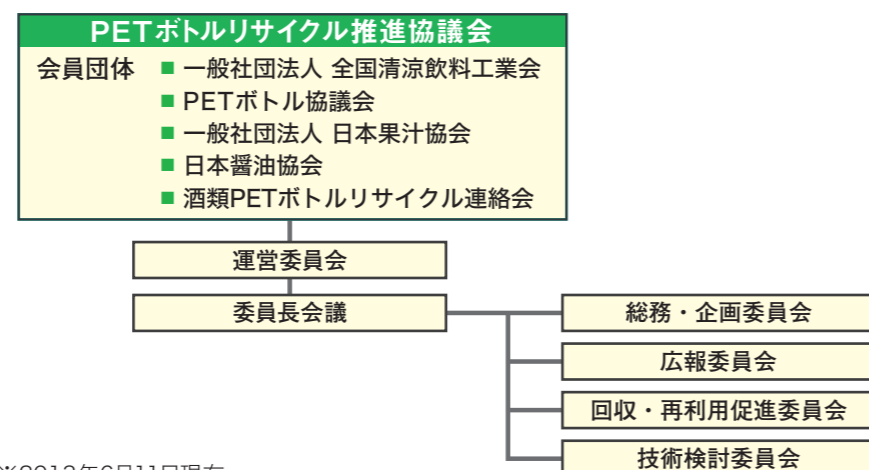 PETボトルリサイクル推進協議会
会員団体 ■ 一般社団法人 全国清涼飲料工業会
■ PETボトル協議会
■ 一般社団法人 日本果汁協会
■ 日本醤油協会
■ 酒類PETボトルリサイクル連絡会
運営委員会
委員長会議
総務・企画委員会
広報委員会
回収・再利用促進委員会
技術検討委員会